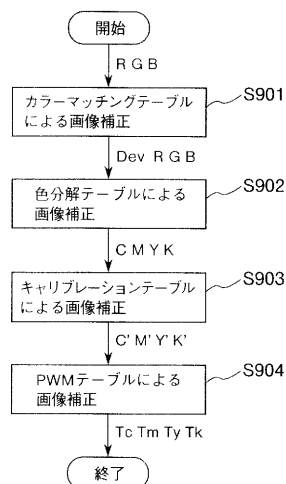 開始
R G B
カラーマッチングテーブル
による画像補正
S901
Dev R G B
色分解テーブルによる
画像補正
S902
C M Y K
キャリブレーションテーブル
による画像補正
S903
C' M' Y' K'
PWMテーブルによる
画像補正
S904
Tc Tm Ty Tk
終了